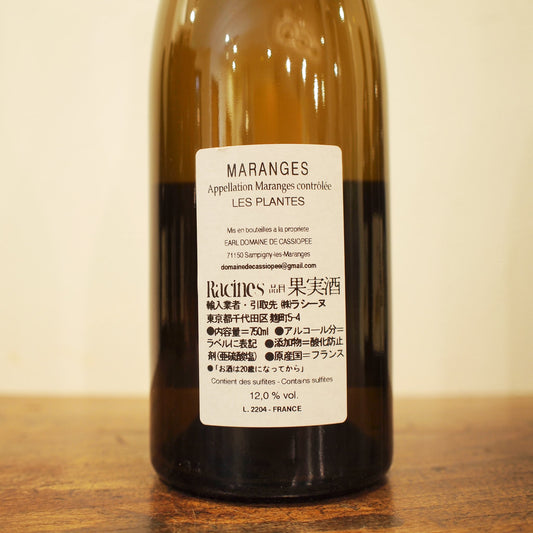 MARANGES
Appellation Maranges contrôlée
LES PLANTES
Mis en bouteilles a la propriete
EARL DOMAINE DE CASSIOPEE
71150 Sampigny-les-Maranges
domainedecassiopee@gmail.com
Racines 品目 果実酒
輸入業者・引取先 ㈱ラシーヌ
東京都千代田区麹町5-4
●内容量=750ml ●アルコール分=
ラベルに表記 ●添加物=酸化防止
剤(亜硫酸塩) ●原産国=フランス
●「お酒は20歳になってから」
Contient des sulfites - Contains sulfites
12,0 % vol.
L. 2204 - FRANCE